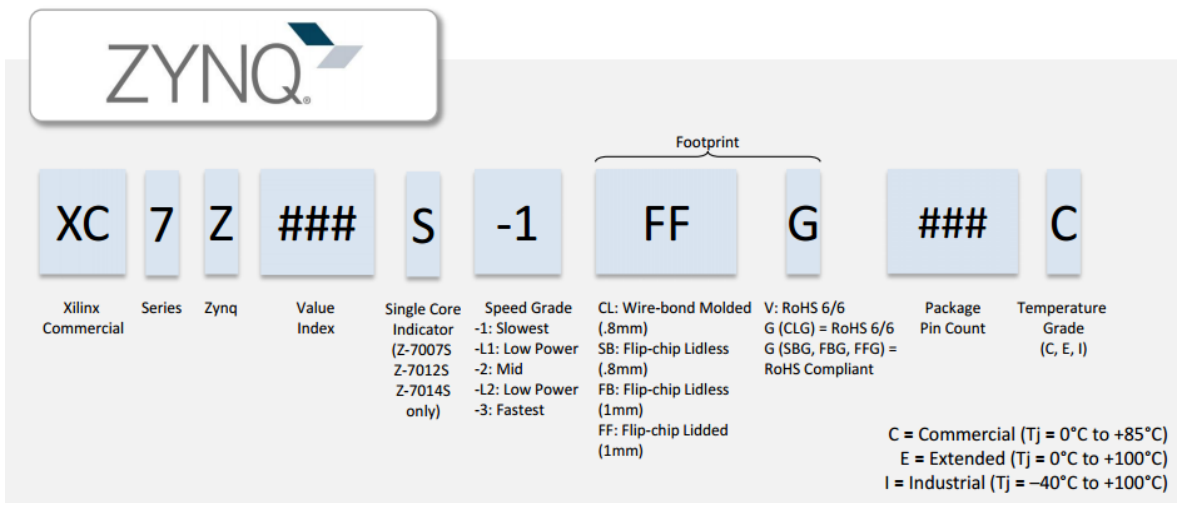 ZYNQ®
Footprint
XC 7 Z ### S -1 FF G ### C
Xilinx
Commercial
Series
Zynq
Value
Index
Single Core
Indicator
(Z-7007S
Z-7012S
Z-7014S
only)
Speed Grade
-1: Slowest
-L1: Low Power
-2: Mid
-L2: Low Power
-3: Fastest
CL: Wire-bond Molded
(.8mm)
SB: Flip-chip Lidless
(.8mm)
FB: Flip-chip Lidless
(1mm)
FF: Flip-chip Lidded
(1mm)
V: RoHS 6/6
G (CLG) = RoHS 6/6
G (SBG, FBG, FFG) =
RoHS Compliant
Package
Pin Count
Temperature
Grade
(C, E, I)
C = Commercial (Tj = 0°C to +85°C)
E = Extended (Tj = 0°C to +100°C)
I = Industrial (Tj = –40°C to +100°C)